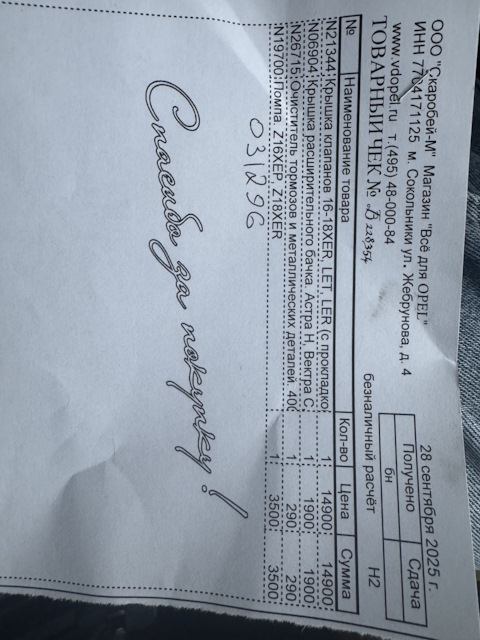 ООО "Скаробей-М" Магазин "Всё для OPEL" 28 сентября 2025 г.
ИНН 7704171125 м. Сокольники ул. Жебрунова, д. 4
www.vdopel.ru т.(495) 48-000-84
Получено Сдача
бн
ТОВАРНЫЙ ЧЕК № безналичный расчёт Н2
№ Наименование товара Кол-во Цена Сумма
N21344 Крышка клапанов 16-18XER, LET, LER (с прокладко 1 14900 14900
N06904 Крышка расширительного бачка. Астра Н, Вектра С 1 1900 1900
N26715 Очиститель тормозов и металлических деталей. 400 1 290 290
N19700 Помпа. Z16XEP, Z18XER 1 3500 3500
031296
Спасибо за покупку!